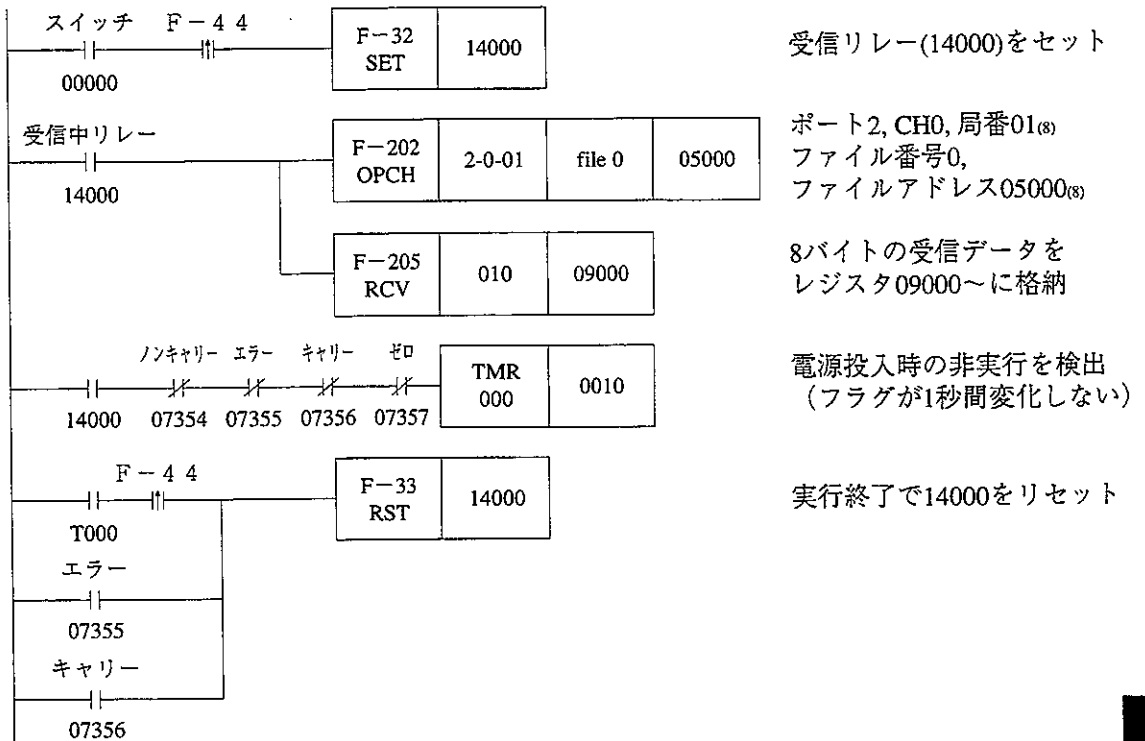 スイッチ F－44
00000
F－32
SET
14000
受信リレー(14000)をセット
受信中リレー
14000
F－202
OPCH
2-0-01
file 0
05000
ポート2, CH0, 局番01(8)
ファイル番号0,
ファイルアドレス05000(8)
F－205
RCV
010
09000
8バイトの受信データを
レジスタ09000～に格納
ノンキャリー エラー キャリー ゼロ
14000 07354 07355 07356 07357
TMR
000
0010
電源投入時の非実行を検出
（フラグが1秒間変化しない）
F－44
T000
F－33
RST
14000
実行終了で14000をリセット
エラー
07355
キャリー
07356